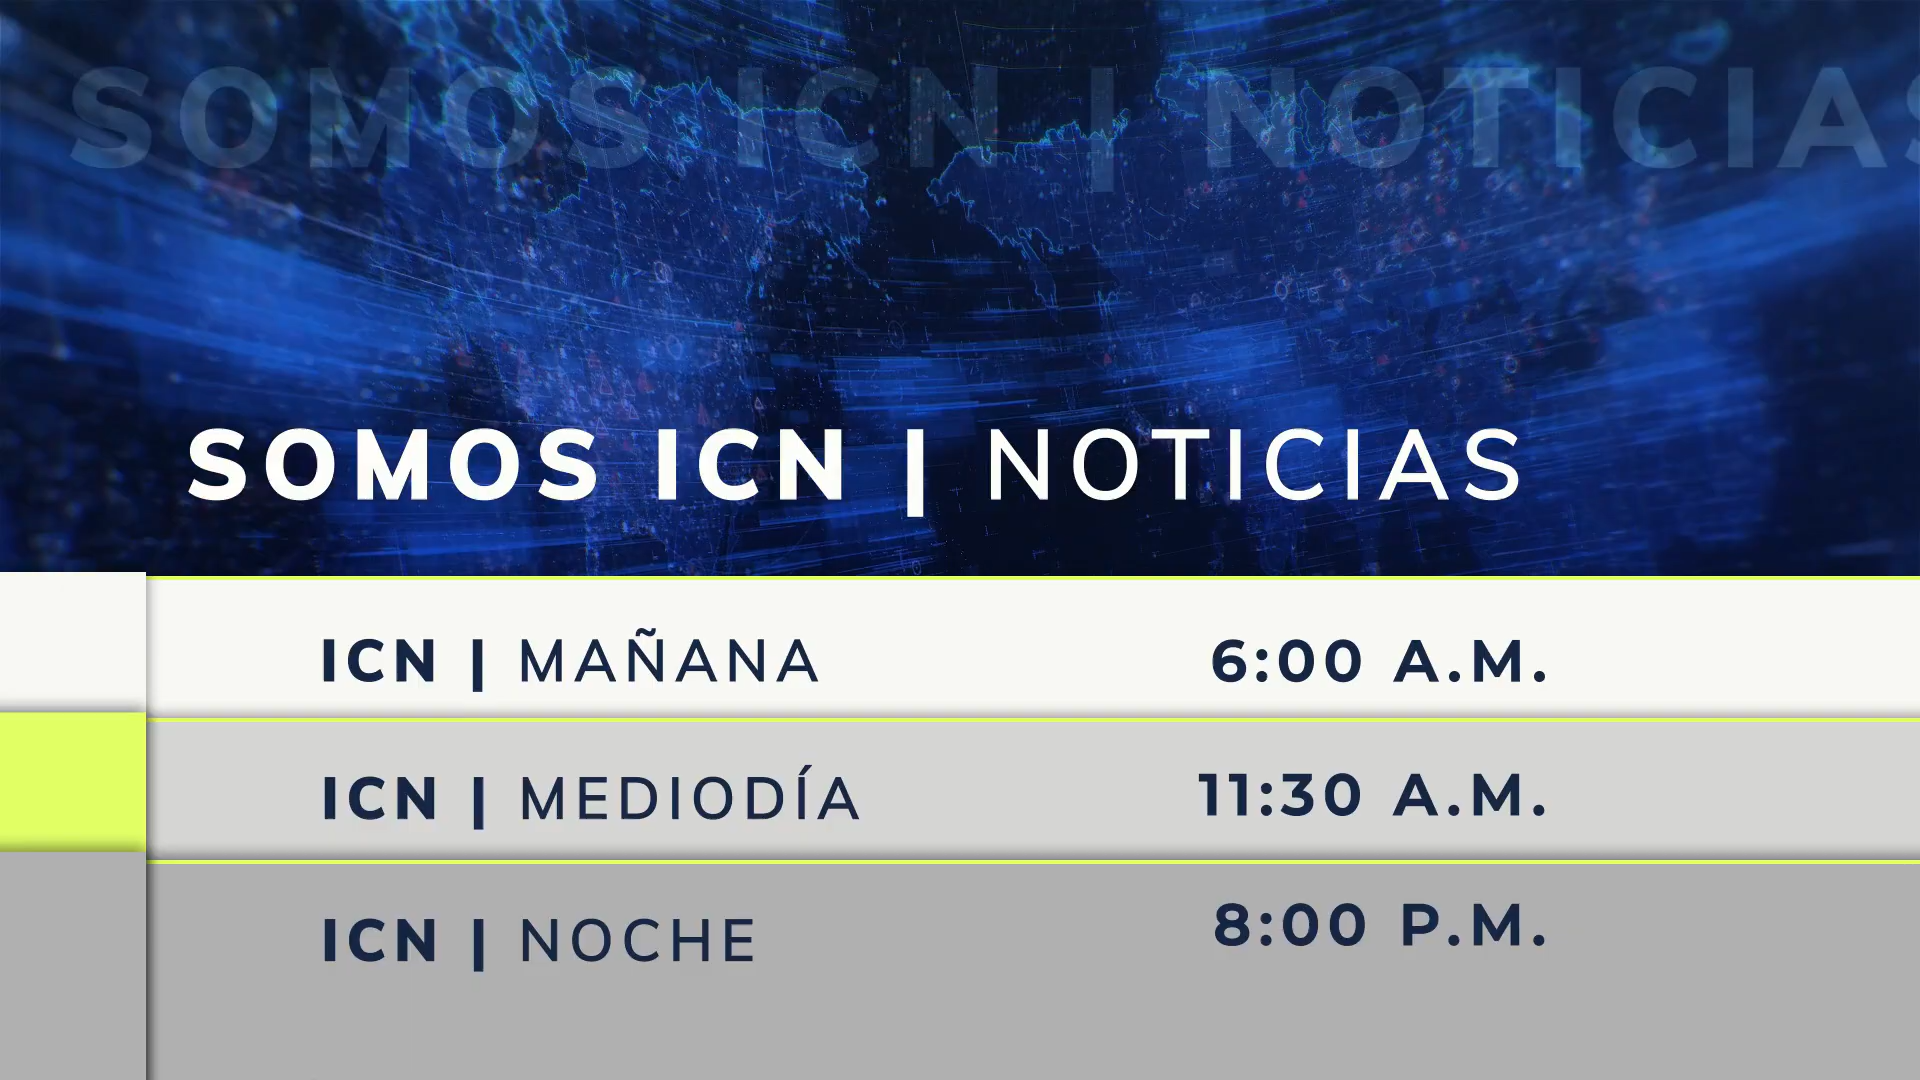 SOMOS ICN | NOTICIAS
SOMOS ICN | NOTICIAS
ICN | MAÑANA 6:00 A.M.
ICN | MEDIODÍA 11:30 A.M.
ICN | NOCHE 8:00 P.M.